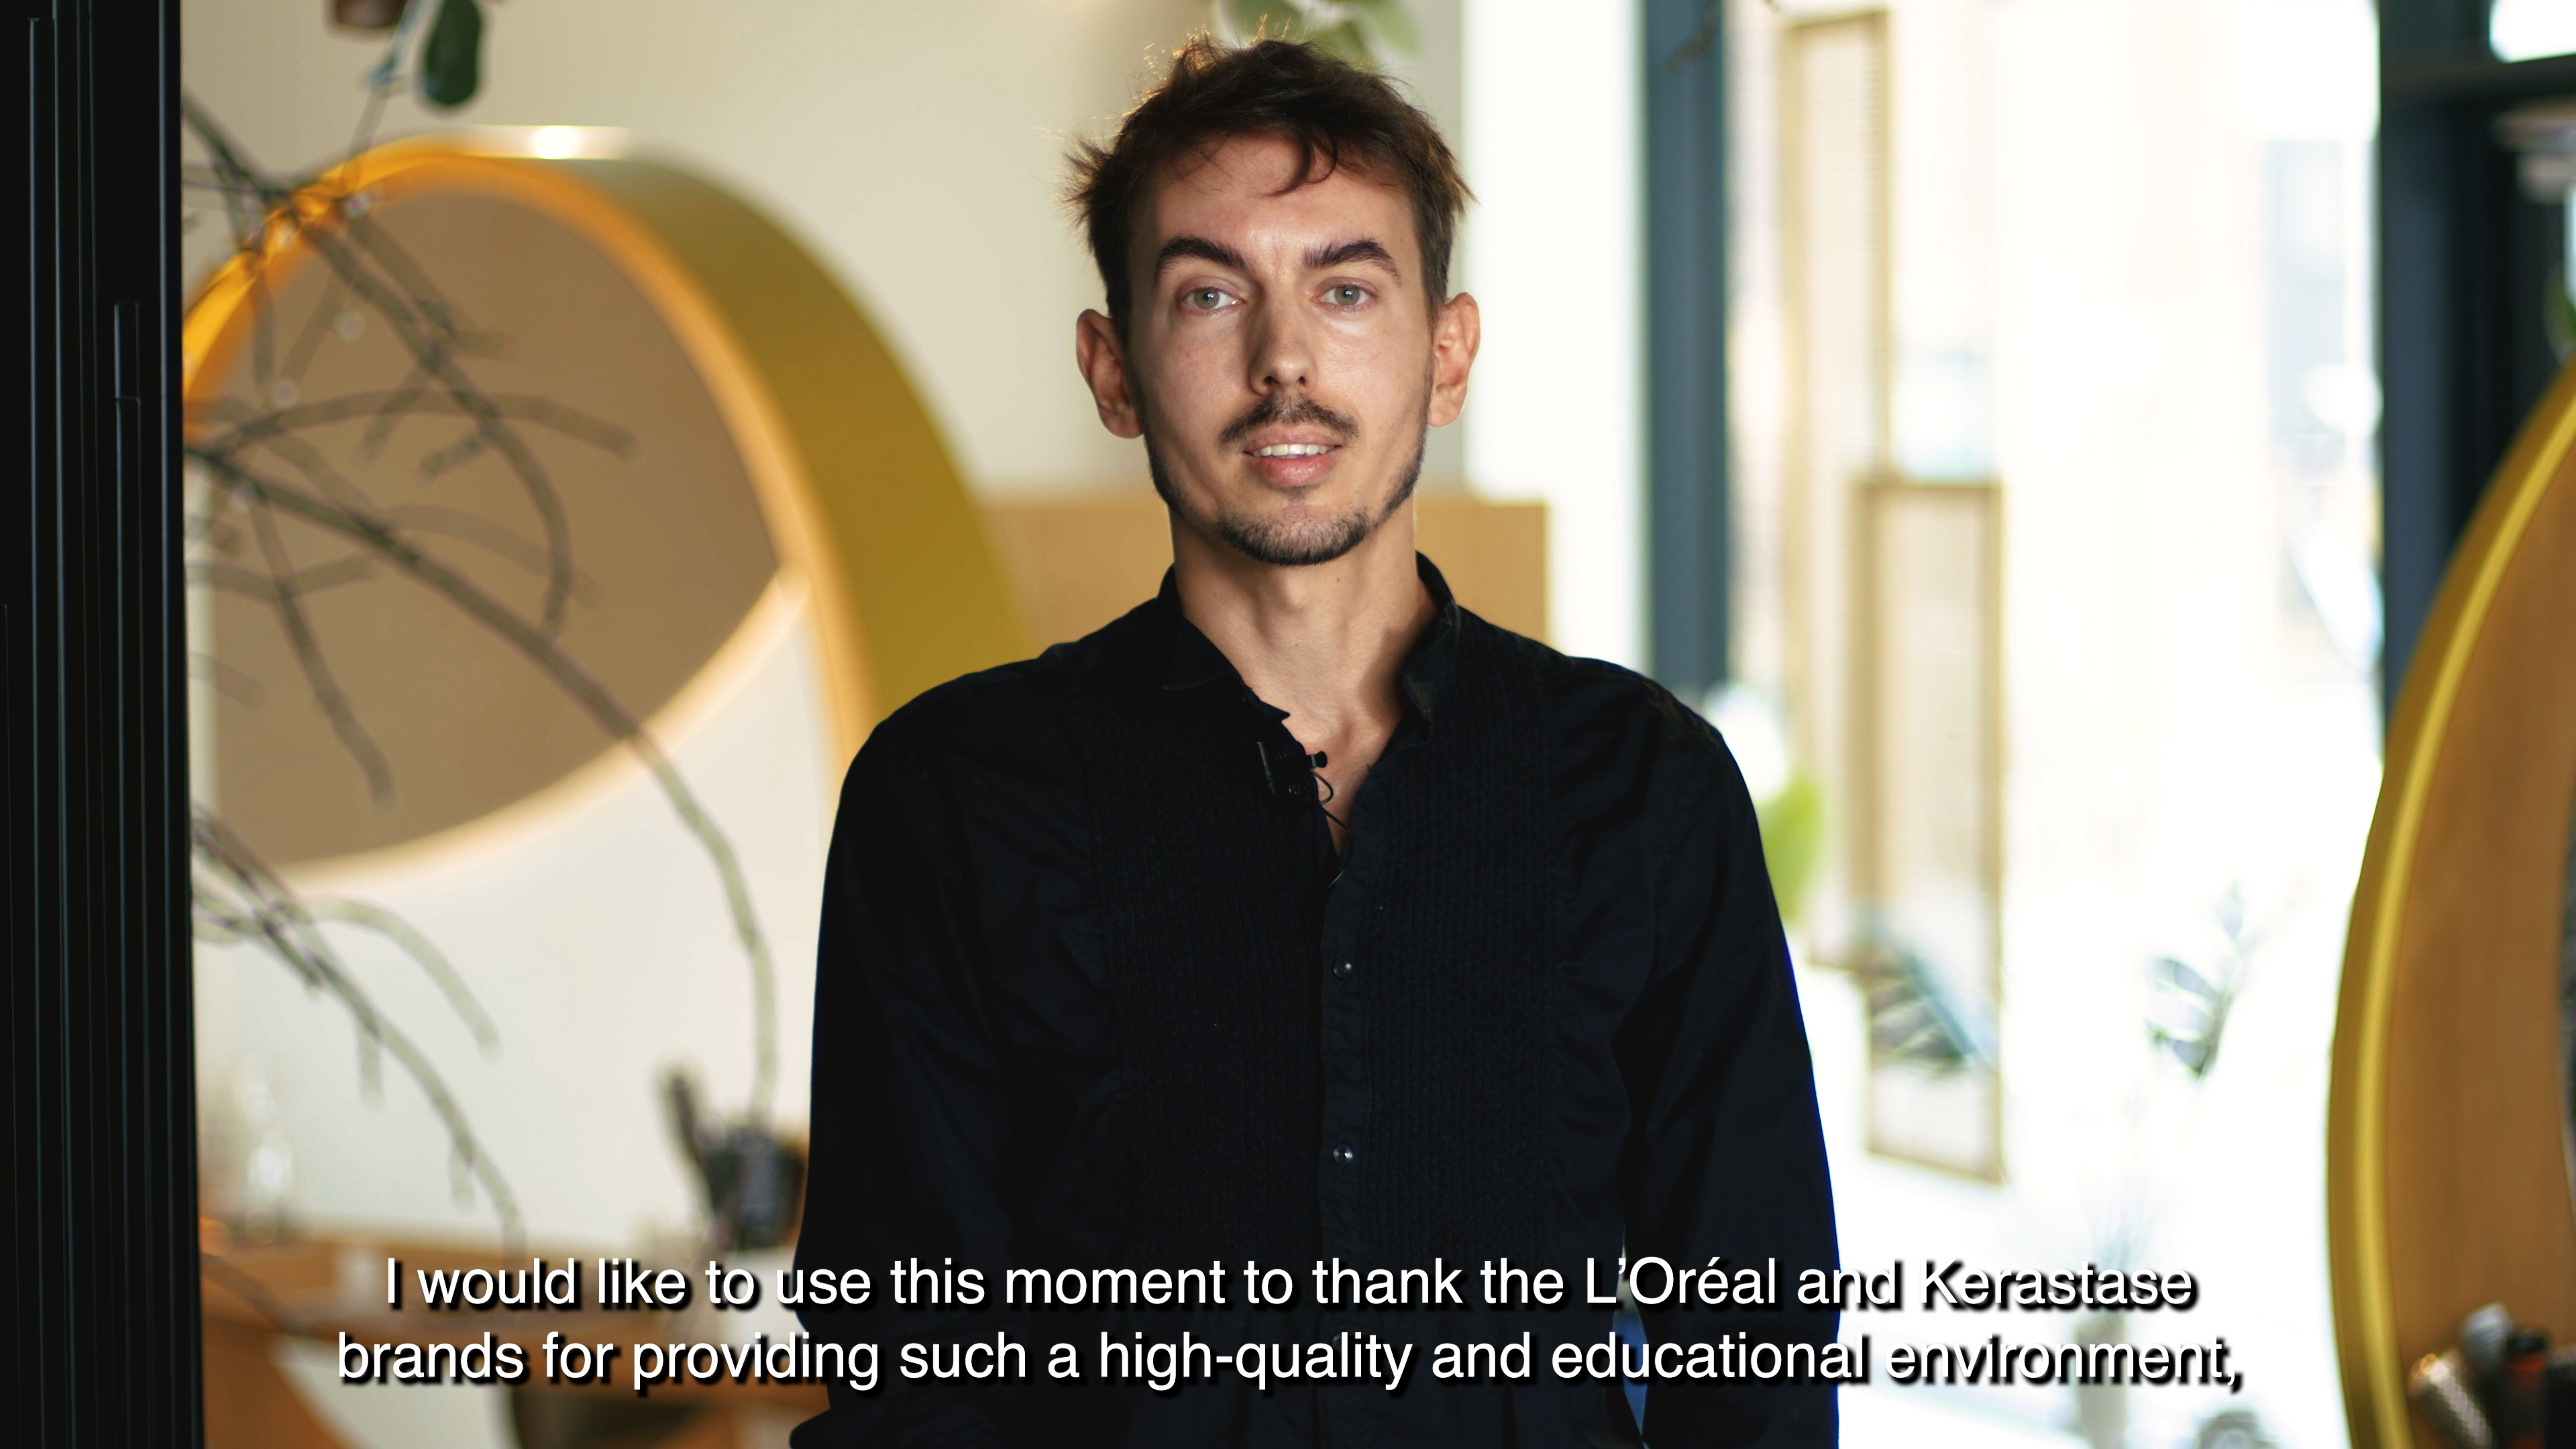 I would like to use this moment to thank the L’Oréal and Kerastase
brands for providing such a high-quality and educational environment,